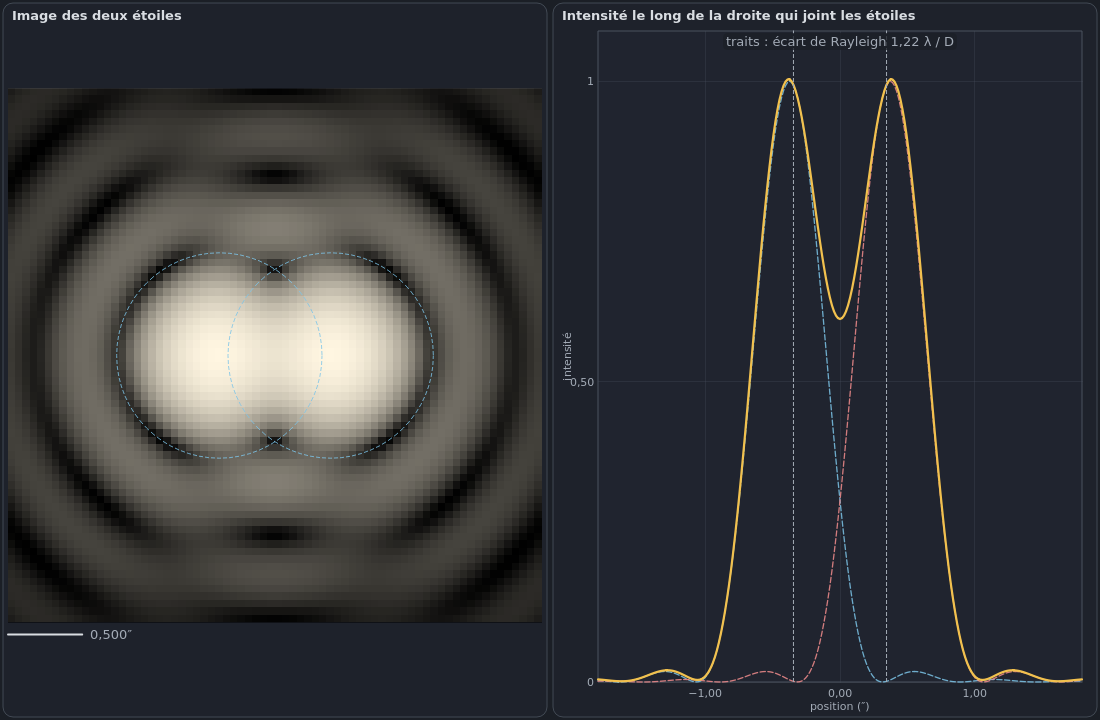 Image des deux étoiles
0,500″
Intensité le long de la droite qui joint les étoiles
traits : écart de Rayleigh 1,22 λ / D
1
0,50
0
intensité
−1,00
0,00
1,00
position (″)